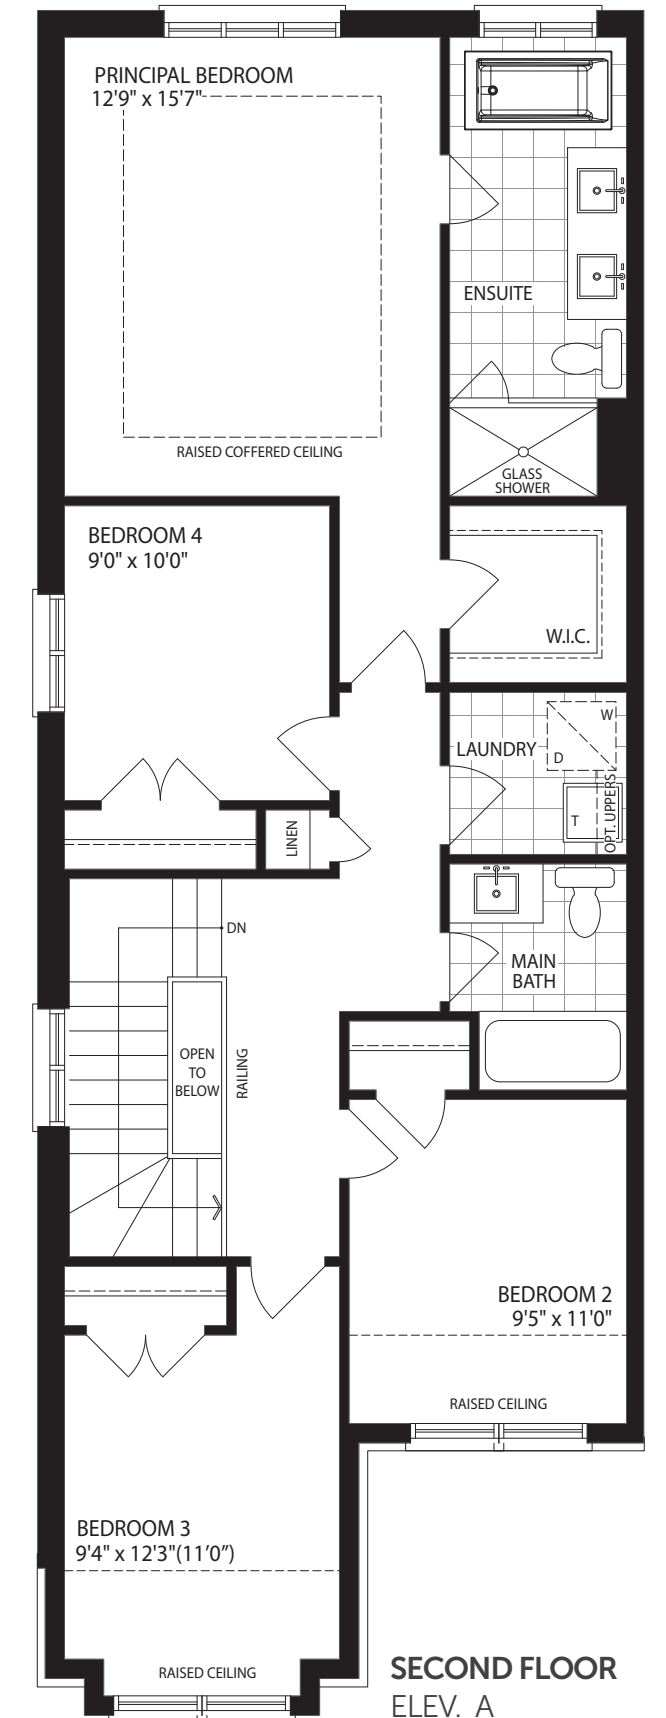 PRINCIPAL BEDROOM
12'9" x 15'7"
RAISED COFFERED CEILING
ENSUITE
GLASS
SHOWER
BEDROOM 4
9'0" x 10'0"
W.I.C.
LAUNDRY
W
D
T
OPT. UPPERS
LINEN
DN
MAIN
BATH
OPEN
TO
BELOW
RAILING
BEDROOM 2
9'5" x 11'0"
RAISED CEILING
BEDROOM 3
9'4" x 12'3"(11’0”)
RAISED CEILING
SECOND FLOOR
ELEV. A